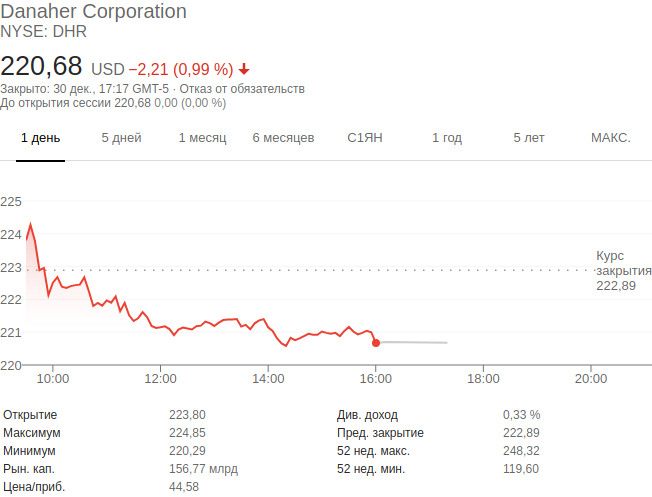 Danaher Corporation
NYSE: DHR
220,68 USD −2,21 (0,99 %)
Закрыто: 30 дек., 17:17 GMT-5 · Отказ от обязательств
До открытия сессии 220,68 0,00 (0,00 %)
1 день 5 дней 1 месяц 6 месяцев С1ЯН 1 год 5 лет МАКС.
225
224
223
222
221
220
Курс
закрытия
222,89
10:00 12:00 14:00 16:00 18:00 20:00
Открытие 223,80 Див. доход 0,33 %
Максимум 224,85 Пред. закрытие 222,89
Минимум 220,29 52 нед. макс. 248,32
Рын. кап. 156,77 млрд 52 нед. мин. 119,60
Цена/приб. 44,58